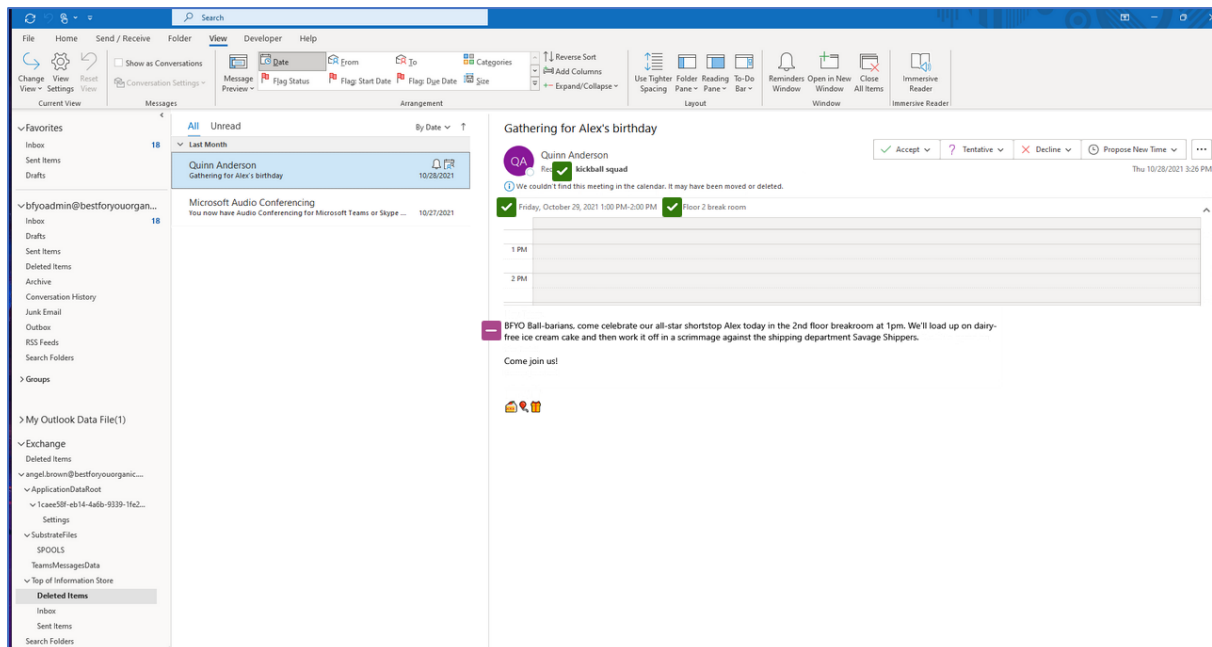 Search
File Home Send / Receive Folder View Developer Help
Change View
View Settings
Reset View
Current View
Show as Conversations
Conversation Settings
Messages
Message Preview
Date
From
To
Categories
Flag Status
Flag: Start Date
Flag: Due Date
Size
Reverse Sort
Add Columns
Expand/Collapse
Arrangement
Use Tighter Spacing
Folder Pane
Reading Pane
To-Do Bar
Layout
Reminders Window
Open in New Window
Close All Items
Window
Immersive Reader
Immersive Reader
Favorites
Inbox 18
Sent Items
Drafts
bfyoadmin@bestforyouorgan...
Inbox 18
Drafts
Sent Items
Deleted Items
Archive
Conversation History
Junk Email
Outbox
RSS Feeds
Search Folders
Groups
My Outlook Data File(1)
Exchange
Deleted Items
angel.brown@bestforyouorganic....
ApplicationDataRoot
1caee58f-eb14-4a6b-9339-1fe2...
Settings
SubstrateFiles
SPOOLS
TeamsMessagesData
Top of Information Store
Deleted Items
Inbox
Sent Items
Search Folders
All Unread By Date
Last Month
Quinn Anderson
Gathering for Alex's birthday 10/28/2021
Microsoft Audio Conferencing
You now have Audio Conferencing for Microsoft Teams or Skype ... 10/27/2021
Gathering for Alex's birthday
QA
Quinn Anderson
kickball squad
Accept Tentative Decline Propose New Time ...
Thu 10/28/2021 3:26 PM
We couldn't find this meeting in the calendar. It may have been moved or deleted.
Friday, October 29, 2021 1:00 PM-2:00 PM Floor 2 break room
1 PM
2 PM
BFYO Ball-barians, come celebrate our all-star shortstop Alex today in the 2nd floor breakroom at 1pm. We'll load up on dairy-
free ice cream cake and then work it off in a scrimmage against the shipping department Savage Shippers.
Come join us!